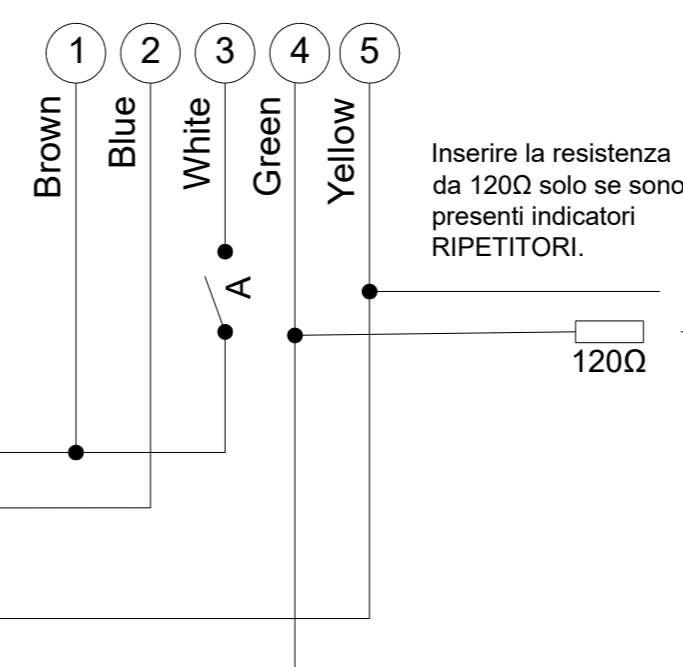 1 2 3 4 5
Brown
Blue
White
Green
Yellow
Inserire la resistenza
da 120Ω solo se sono
presenti indicatori
RIPETITORI.
A
120Ω